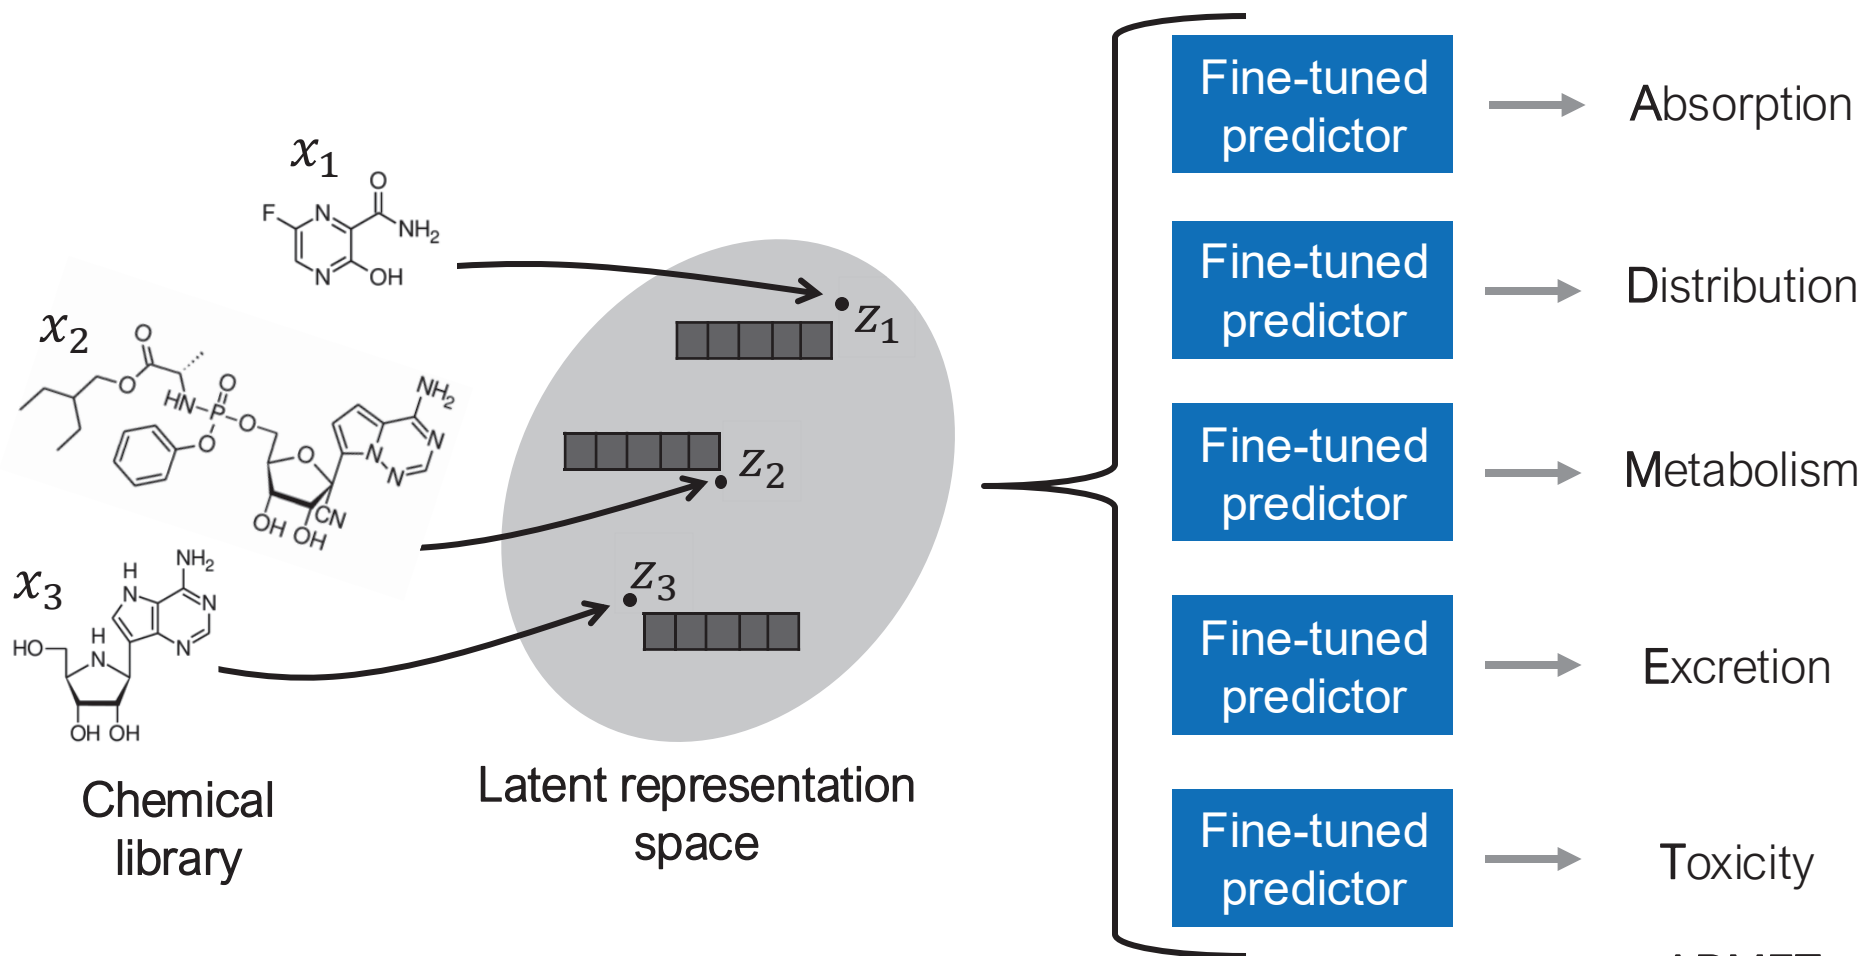 x₁
F
N
O
NH₂
N
OH
x₂
O
O
HN
P
O
O
O
O
NH₂
N
N
N
N
CN
OH
OH
x₃
H
N
NH₂
N
N
H
N
HO
OH
OH
Chemical
library
z₁
z₂
z₃
Latent representation
space
Fine-tuned
predictor
Absorption
Fine-tuned
predictor
Distribution
Fine-tuned
predictor
Metabolism
Fine-tuned
predictor
Excretion
Fine-tuned
predictor
Toxicity